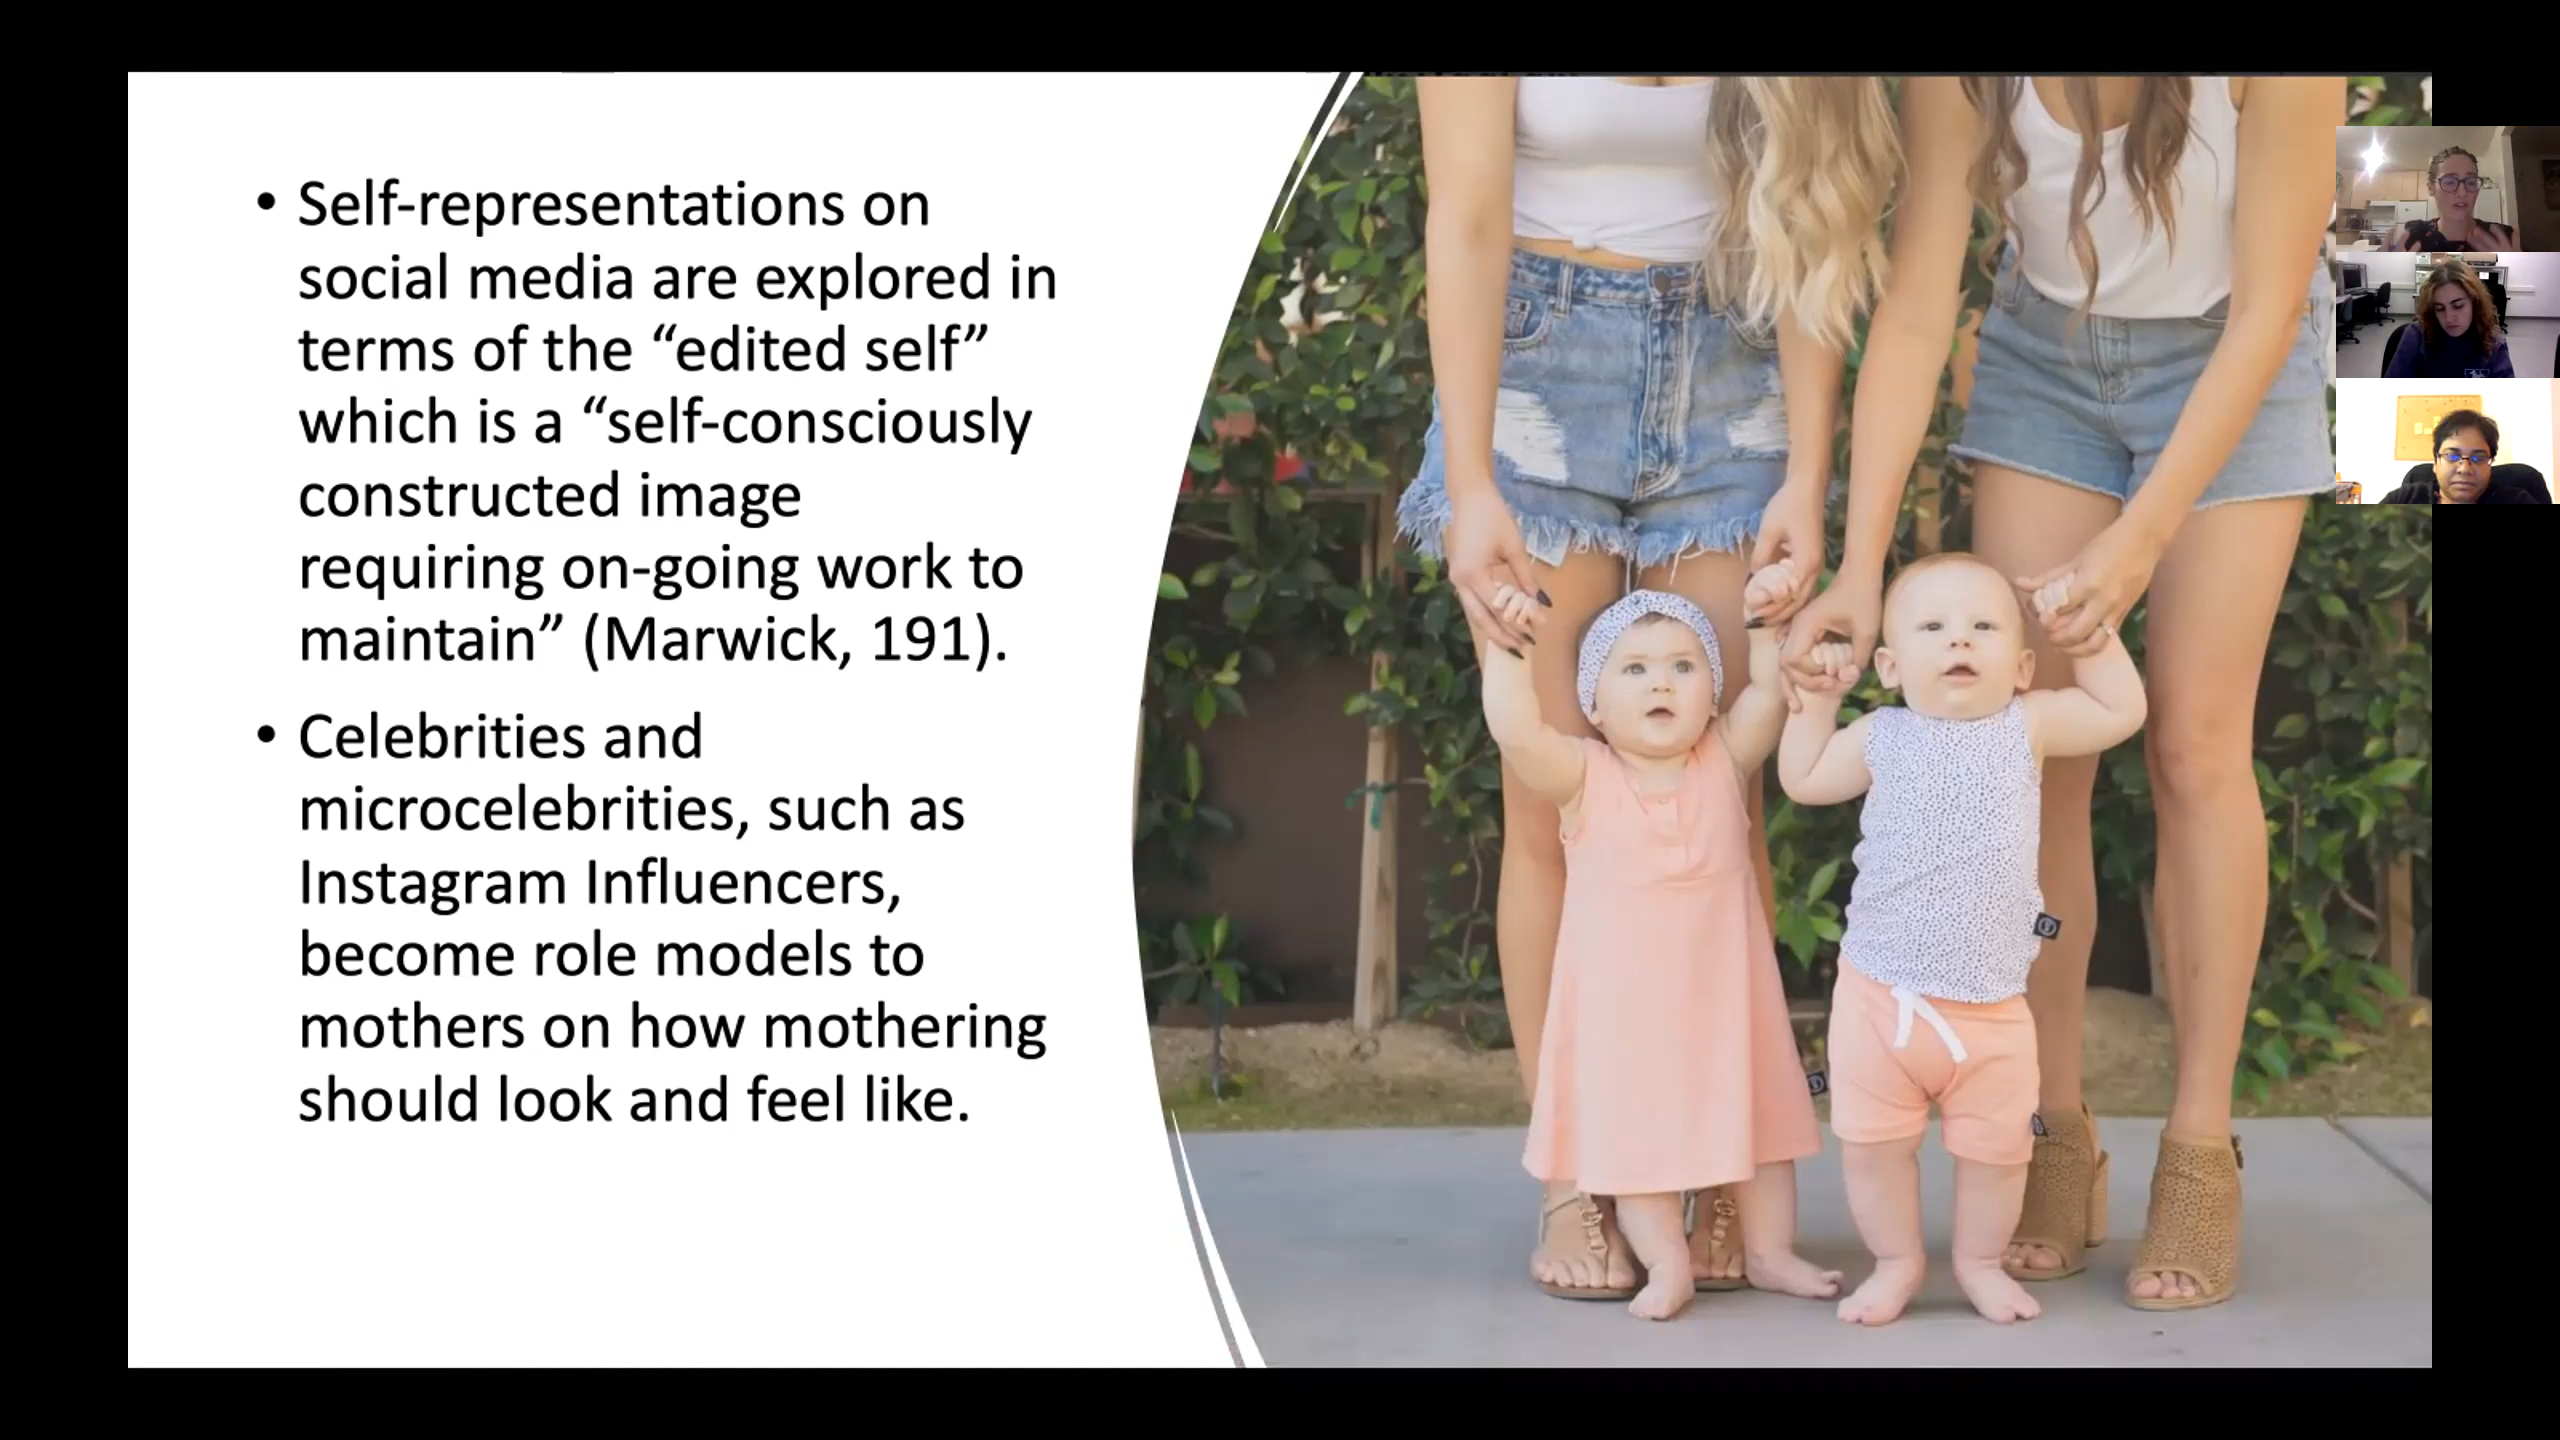 • Self-representations on
social media are explored in
terms of the “edited self”
which is a “self-consciously
constructed image
requiring on-going work to
maintain” (Marwick, 191).
• Celebrities and
microcelebrities, such as
Instagram Influencers,
become role models to
mothers on how mothering
should look and feel like.